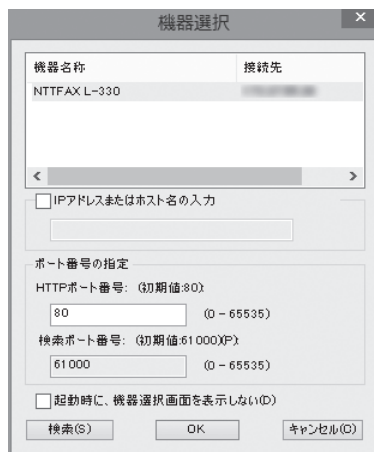 機器選択
機器名称 接続先
NTTFAX L-330
IPアドレスまたはホスト名の入力
ポート番号の指定
HTTPポート番号: (初期値:80):
80 (0 - 65535)
検索ポート番号: (初期値:61000)(P):
61000 (0 - 65535)
起動時に、機器選択画面を表示しない(D)
検索(S) OK キャンセル(C)